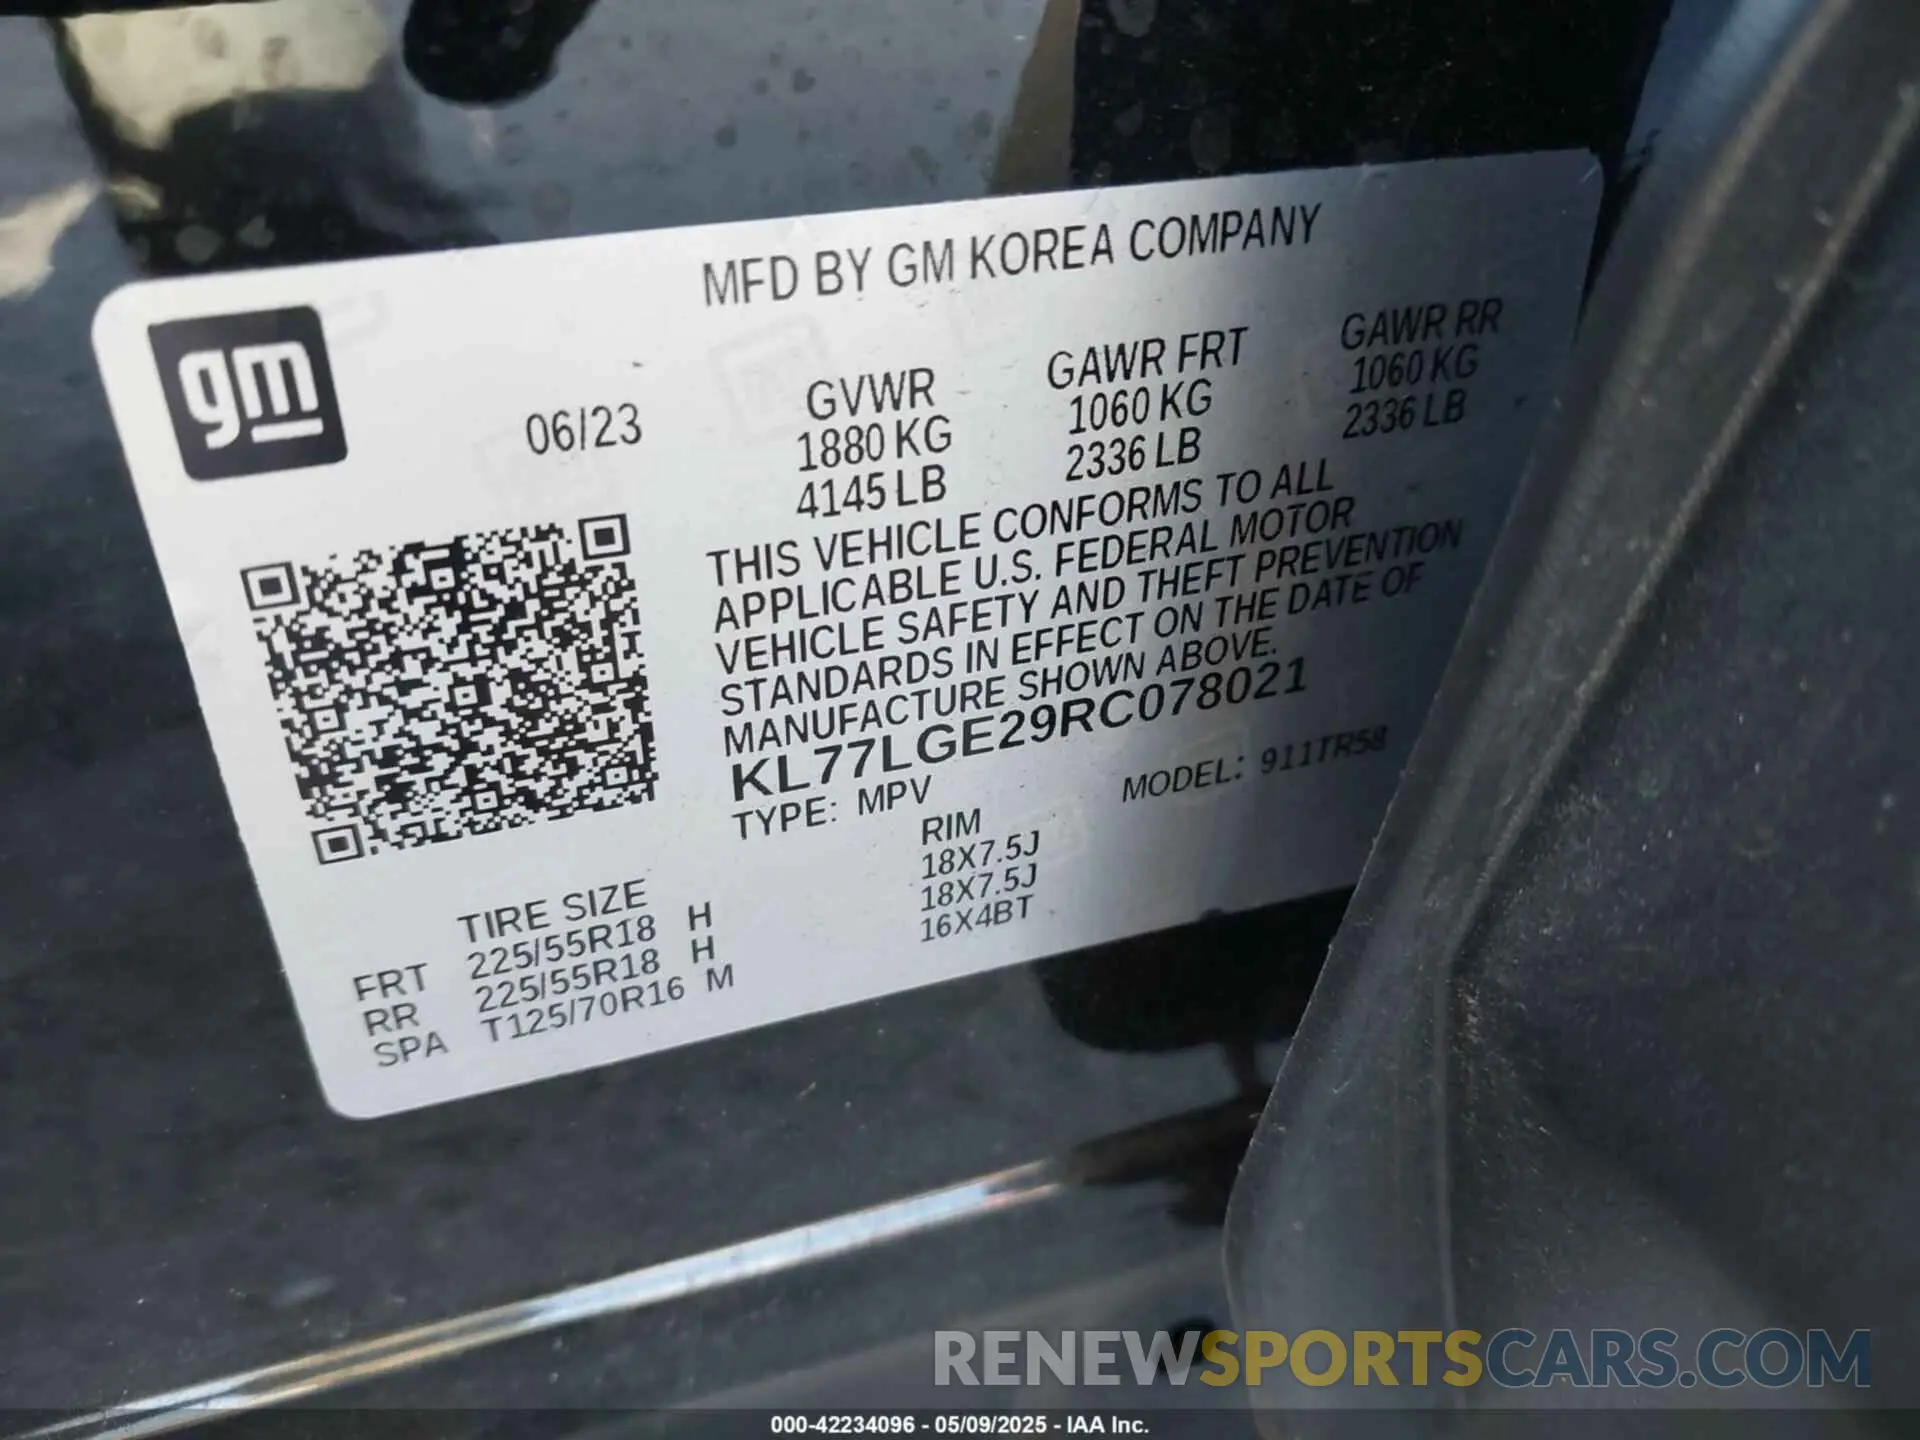 MFD BY GM KOREA COMPANY
gm
06/23
GVWR GAWR FRT GAWR RR
1880 KG 1060 KG 1060 KG
4145 LB 2336 LB 2336 LB
THIS VEHICLE CONFORMS TO ALL
APPLICABLE U.S. FEDERAL MOTOR
VEHICLE SAFETY AND THEFT PREVENTION
STANDARDS IN EFFECT ON THE DATE OF
MANUFACTURE SHOWN ABOVE.
KL77LGE29RC078021
TYPE: MPV MODEL: 911TR58
TIRE SIZE RIM
FRT 225/55R18 H 18X7.5J
RR 225/55R18 H 18X7.5J
SPA T125/70R16 M 16X4BT
RENEWSPORTSCARS.COM
000-42234096 - 05/09/2025 - IAA Inc.